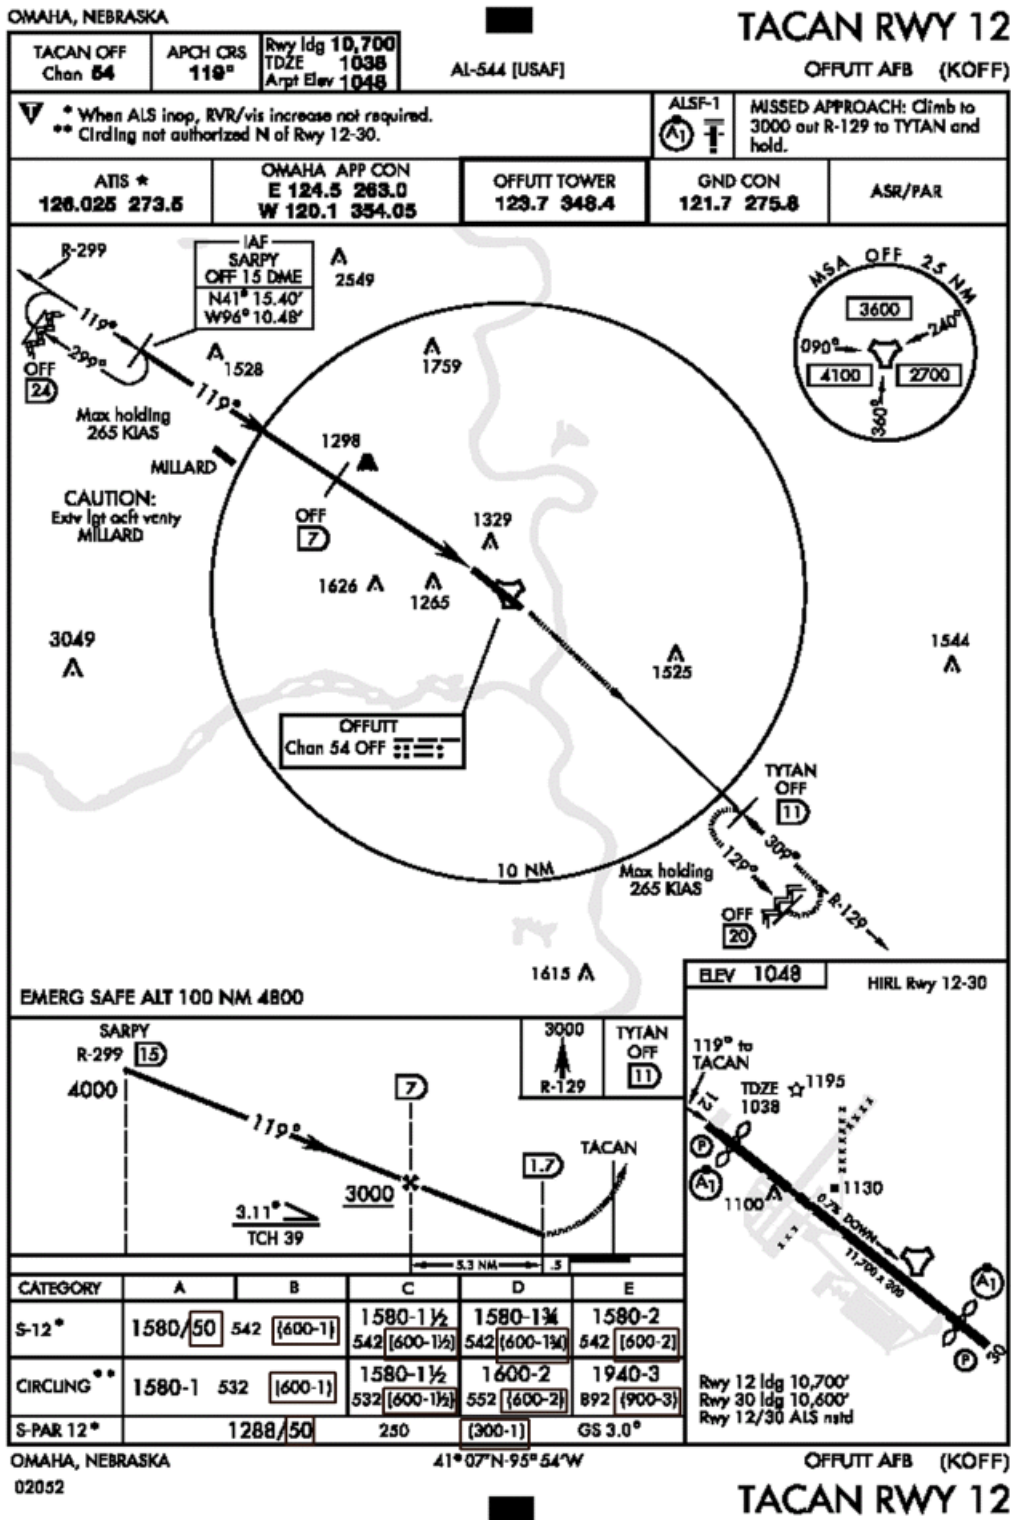 OMAHA, NEBRASKA
TACAN RWY 12
AL-544 [USAF]
OFFUTT AFB (KOFF)
TACAN OFF
Chan 54
APCH CRS
119°
Rwy ldg 10,700
TDZE 1038
Arpt Elev 1048
T
* When ALS inop, RVR/vis increase not required.
** Circling not authorized N of Rwy 12-30.
ALSF-1
A1
MISSED APPROACH: Climb to
3000 out R-129 to TYTAN and
hold.
ATIS ★
126.025 273.5
OMAHA APP CON
E 124.5 263.0
W 120.1 354.05
OFFUTT TOWER
123.7 348.4
GND CON
121.7 275.8
ASR/PAR
R-299
IAF
SARPY
OFF 15 DME
N41° 15.40'
W96° 10.48'
2549
MSA OFF 25 NM
3600
240°
090°
4100
2700
360°
119°
299°
OFF
24
1528
1759
Max holding
265 KIAS
119°
1298
MILLARD
CAUTION:
Extv lgt acft vcnty
MILLARD
OFF
7
1329
1626
1265
3049
1525
1544
OFFUTT
Chan 54 OFF
TYTAN
OFF
11
309°
129°
10 NM
Max holding
265 KIAS
R-129
OFF
20
1615
EMERG SAFE ALT 100 NM 4800
ELEV 1048
HIRL Rwy 12-30
SARPY
R-299 15
4000
119°
7
3000
3.11°
TCH 39
3000
R-129
TYTAN
OFF
11
TACAN
1.7
5.3 NM
.5
119° to
TACAN
12
TDZE
1038
1195
P
A1
1100
1130
0.7% DOWN
11,700 x 300
A1
P
30
Rwy 12 ldg 10,700'
Rwy 30 ldg 10,600'
Rwy 12/30 ALS nstd
CATEGORY A B C D E
S-12* 1580/50 542 (600-1) 1580-1½ 542 (600-1½) 1580-1¾ 542 (600-1¾) 1580-2 542 (600-2)
CIRCLING** 1580-1 532 (600-1) 1580-1½ 532 (600-1½) 1600-2 552 (600-2) 1940-3 892 (900-3)
S-PAR 12* 1288/50 250 (300-1) GS 3.0°
OMAHA, NEBRASKA
41°07'N-95°54'W
OFFUTT AFB (KOFF)
02052
TACAN RWY 12